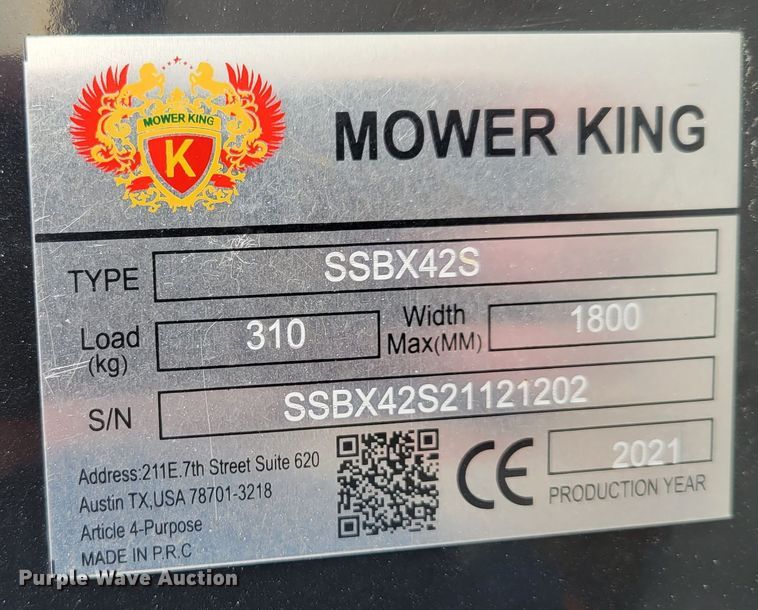 MOWER KING
K
MOWER KING
TYPE SSBX42S
Load (kg) 310 Width Max(MM) 1800
S/N SSBX42S21121202
Address:211E.7th Street Suite 620
Austin TX,USA 78701-3218
Article 4-Purpose
MADE IN P.R.C
CE
2021
PRODUCTION YEAR
Purple Wave Auction